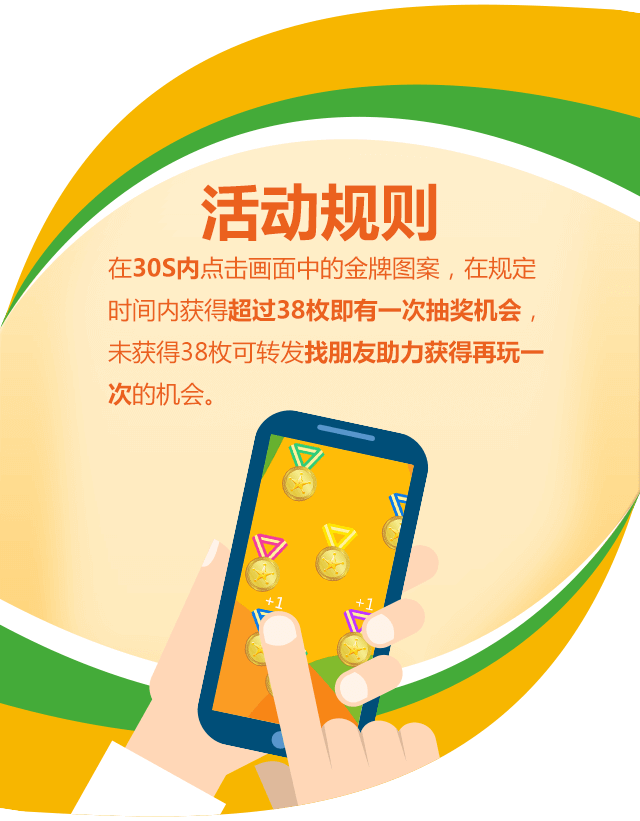 活动规则
在30S内点击画面中的金牌图案，在规定
时间内获得超过38枚即有一次抽奖机会，
未获得38枚可转发找朋友助力获得再玩一
次的机会。
+1
+1